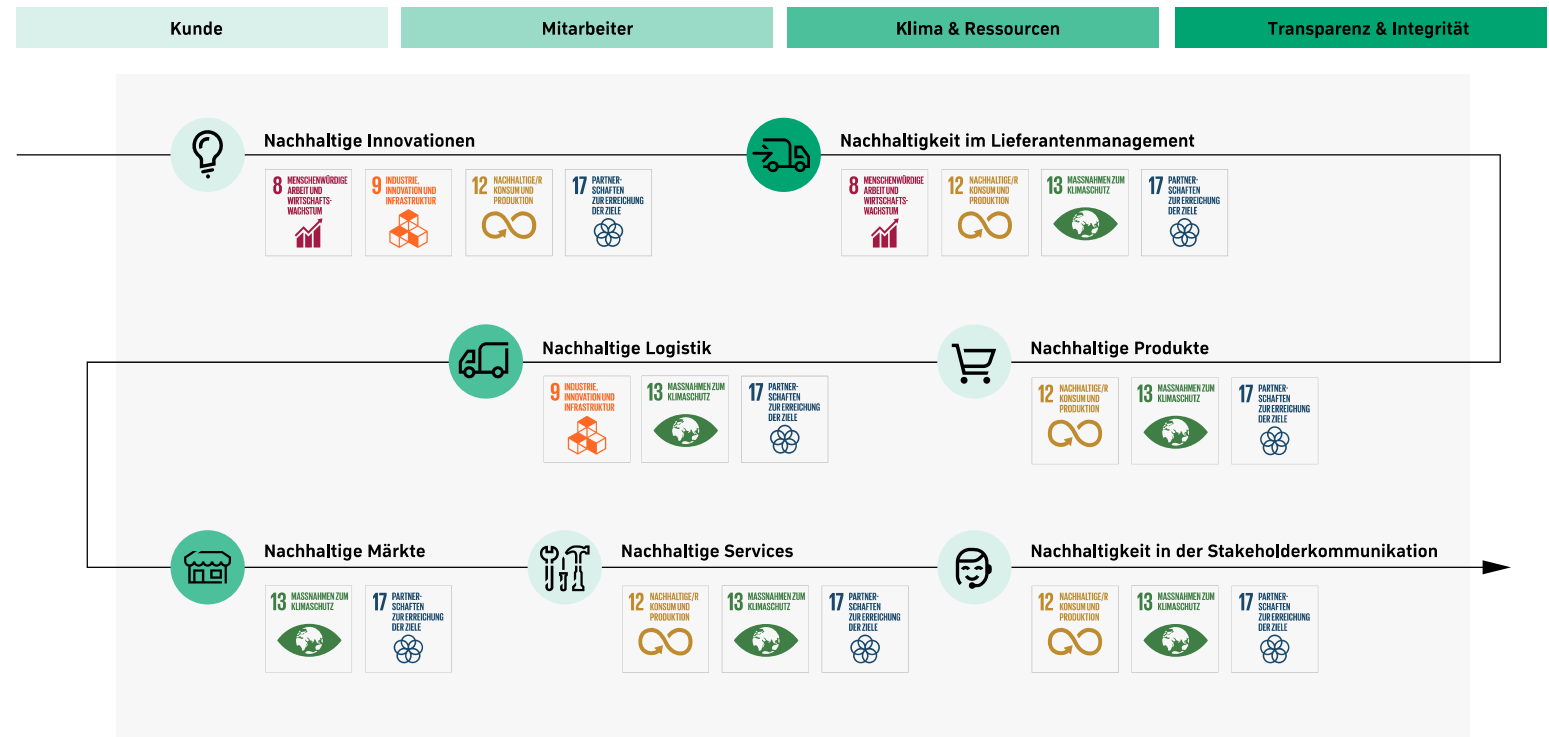 Kunde
Mitarbeiter
Klima & Ressourcen
Transparenz & Integrität
Nachhaltige Innovationen
8 MENSCHENWÜRDIGE
ARBEIT UND
WIRTSCHAFTS-
WACHSTUM
9 INDUSTRIE,
INNOVATION UND
INFRASTRUKTUR
12 NACHHALTIGE/R
KONSUM UND
PRODUKTION
17 PARTNER-
SCHAFTEN
ZUR ERREICHUNG
DER ZIELE
Nachhaltigkeit im Lieferantenmanagement
8 MENSCHENWÜRDIGE
ARBEIT UND
WIRTSCHAFTS-
WACHSTUM
12 NACHHALTIGE/R
KONSUM UND
PRODUKTION
13 MASSNAHMEN ZUM
KLIMASCHUTZ
17 PARTNER-
SCHAFTEN
ZUR ERREICHUNG
DER ZIELE
Nachhaltige Logistik
9 INDUSTRIE,
INNOVATION UND
INFRASTRUKTUR
13 MASSNAHMEN ZUM
KLIMASCHUTZ
17 PARTNER-
SCHAFTEN
ZUR ERREICHUNG
DER ZIELE
Nachhaltige Produkte
12 NACHHALTIGE/R
KONSUM UND
PRODUKTION
13 MASSNAHMEN ZUM
KLIMASCHUTZ
17 PARTNER-
SCHAFTEN
ZUR ERREICHUNG
DER ZIELE
Nachhaltige Märkte
13 MASSNAHMEN ZUM
KLIMASCHUTZ
17 PARTNER-
SCHAFTEN
ZUR ERREICHUNG
DER ZIELE
Nachhaltige Services
12 NACHHALTIGE/R
KONSUM UND
PRODUKTION
13 MASSNAHMEN ZUM
KLIMASCHUTZ
17 PARTNER-
SCHAFTEN
ZUR ERREICHUNG
DER ZIELE
Nachhaltigkeit in der Stakeholderkommunikation
12 NACHHALTIGE/R
KONSUM UND
PRODUKTION
13 MASSNAHMEN ZUM
KLIMASCHUTZ
17 PARTNER-
SCHAFTEN
ZUR ERREICHUNG
DER ZIELE